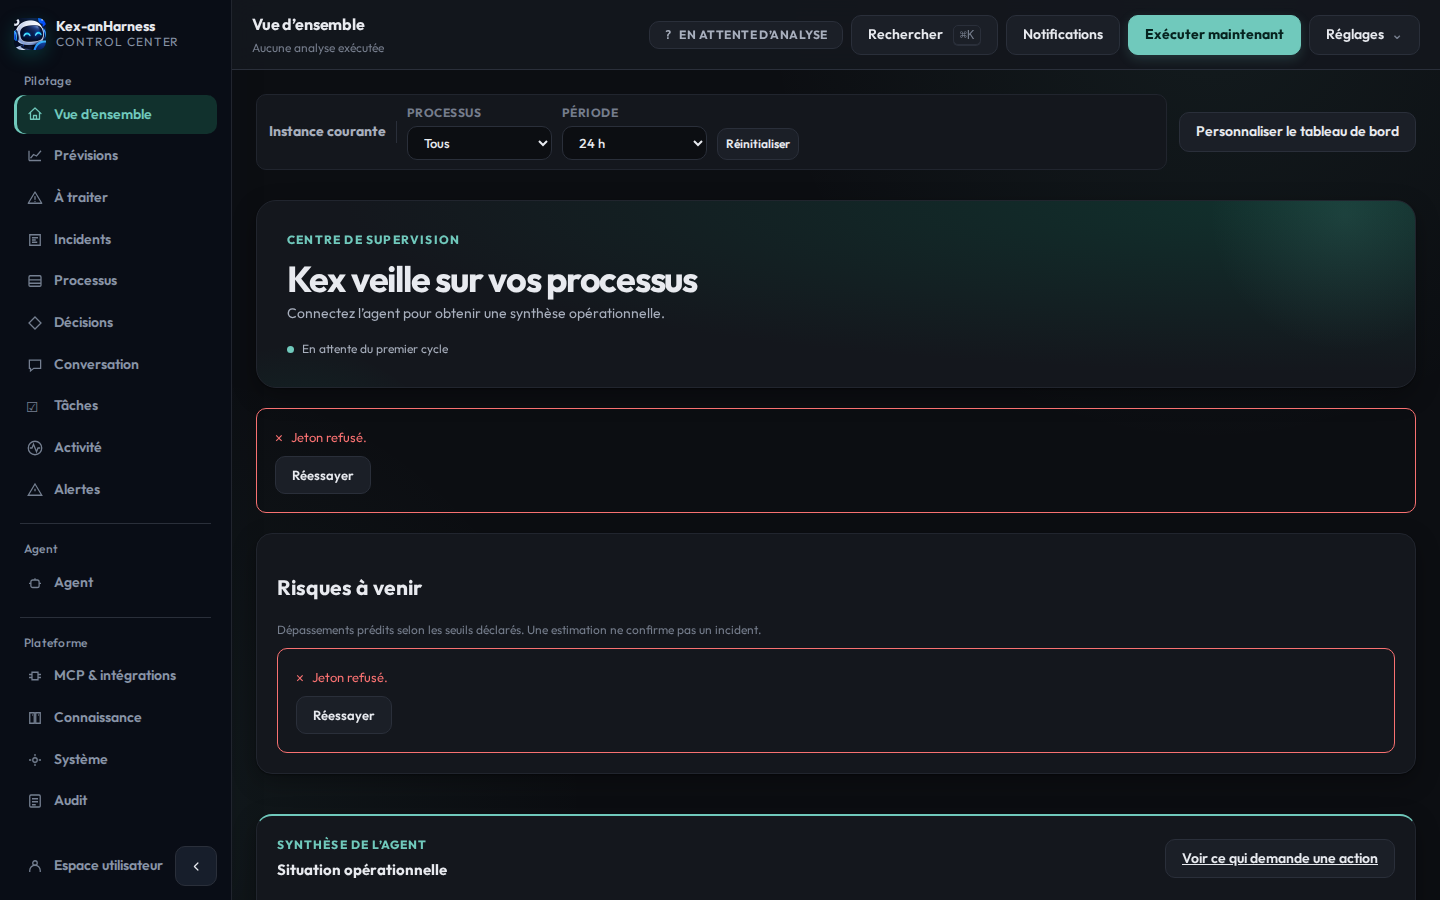 Kex-anHarness
CONTROL CENTER
Pilotage
Vue d'ensemble
Prévisions
À traiter
Incidents
Processus
Décisions
Conversation
Tâches
Activité
Alertes
Agent
Agent
Plateforme
MCP & intégrations
Connaissance
Système
Audit
Espace utilisateur
Vue d'ensemble
Aucune analyse exécutée
? EN ATTENTE D'ANALYSE
Rechercher ⌘K
Notifications
Exécuter maintenant
Réglages
Instance courante
PROCESSUS
Tous
PÉRIODE
24 h
Réinitialiser
Personnaliser le tableau de bord
CENTRE DE SUPERVISION
Kex veille sur vos processus
Connectez l'agent pour obtenir une synthèse opérationnelle.
En attente du premier cycle
× Jeton refusé.
Réessayer
Risques à venir
Dépassements prédits selon les seuils déclarés. Une estimation ne confirme pas un incident.
× Jeton refusé.
Réessayer
SYNTHÈSE DE L'AGENT
Situation opérationnelle
Voir ce qui demande une action